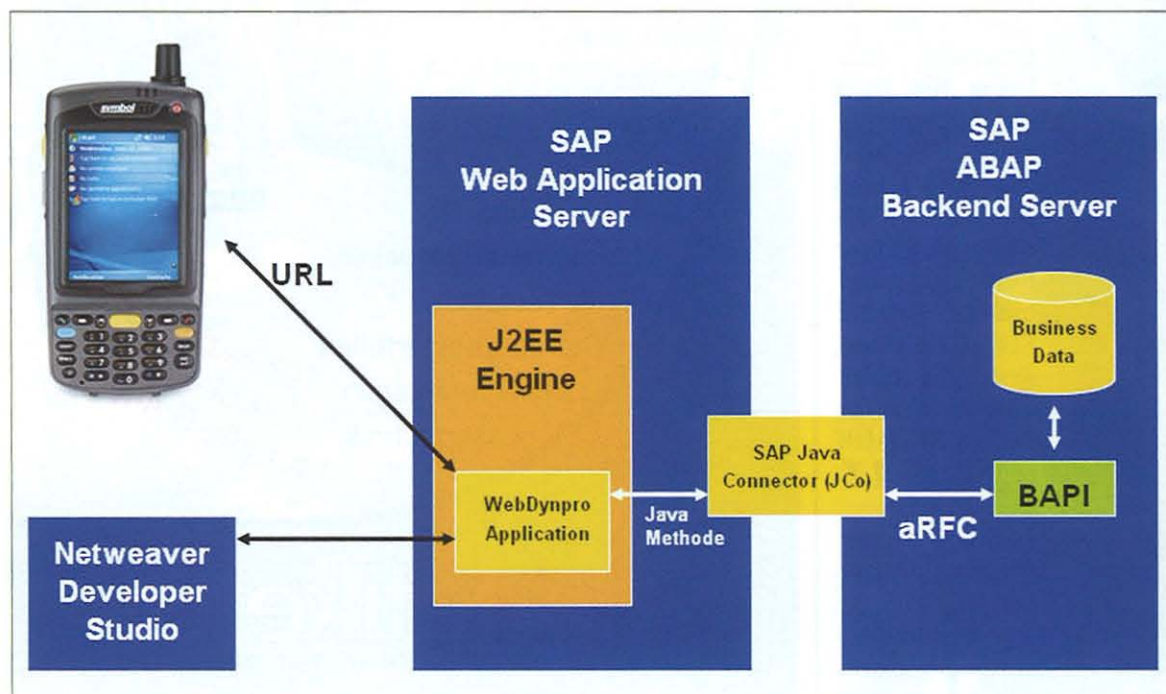 symbol
URL
Netweaver
Developer
Studio
SAP
Web Application
Server
J2EE
Engine
WebDynpro
Application
Java
Methode
SAP Java
Connector (JCo)
SAP
ABAP
Backend Server
Business
Data
BAPI
aRFC